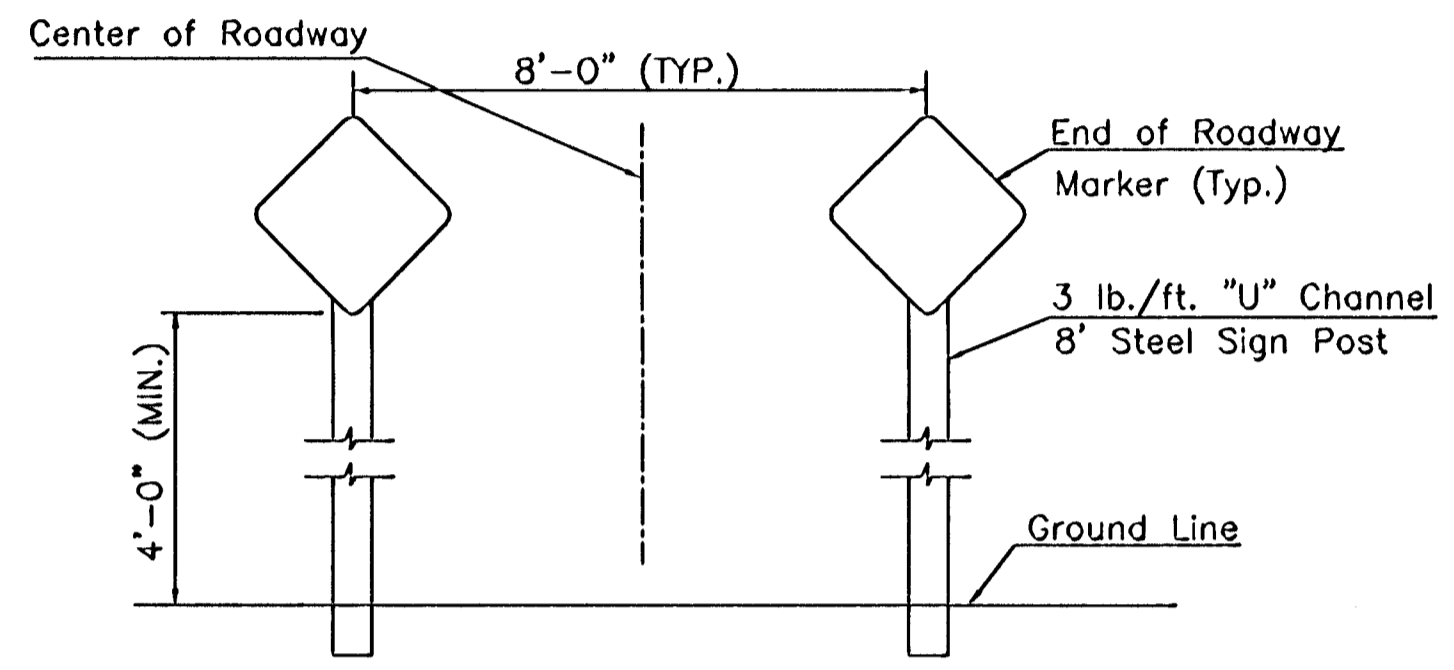 Center of Roadway
8'-0" (TYP.)
End of Roadway
Marker (Typ.)
3 lb./ft. "U" Channel
8' Steel Sign Post
4'-0" (MIN.)
Ground Line